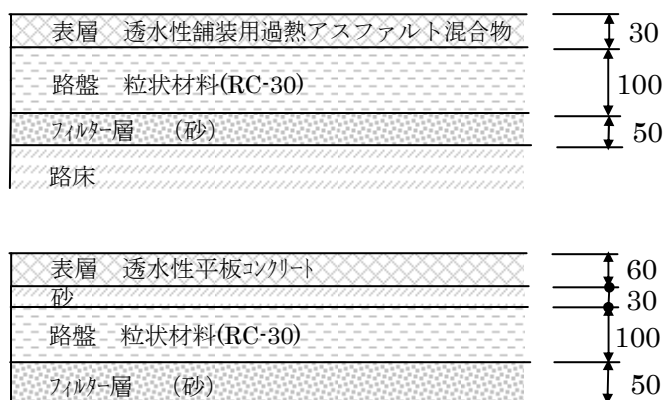 表層　透水性舗装用過熱アスファルト混合物　30
路盤　粒状材料(RC-30)　100
ﾌｨﾙﾀｰ層　（砂）　50
路床
表層　透水性平板ｺﾝｸﾘｰﾄ　60
砂　30
路盤　粒状材料(RC-30)　100
ﾌｨﾙﾀｰ層　（砂）　50